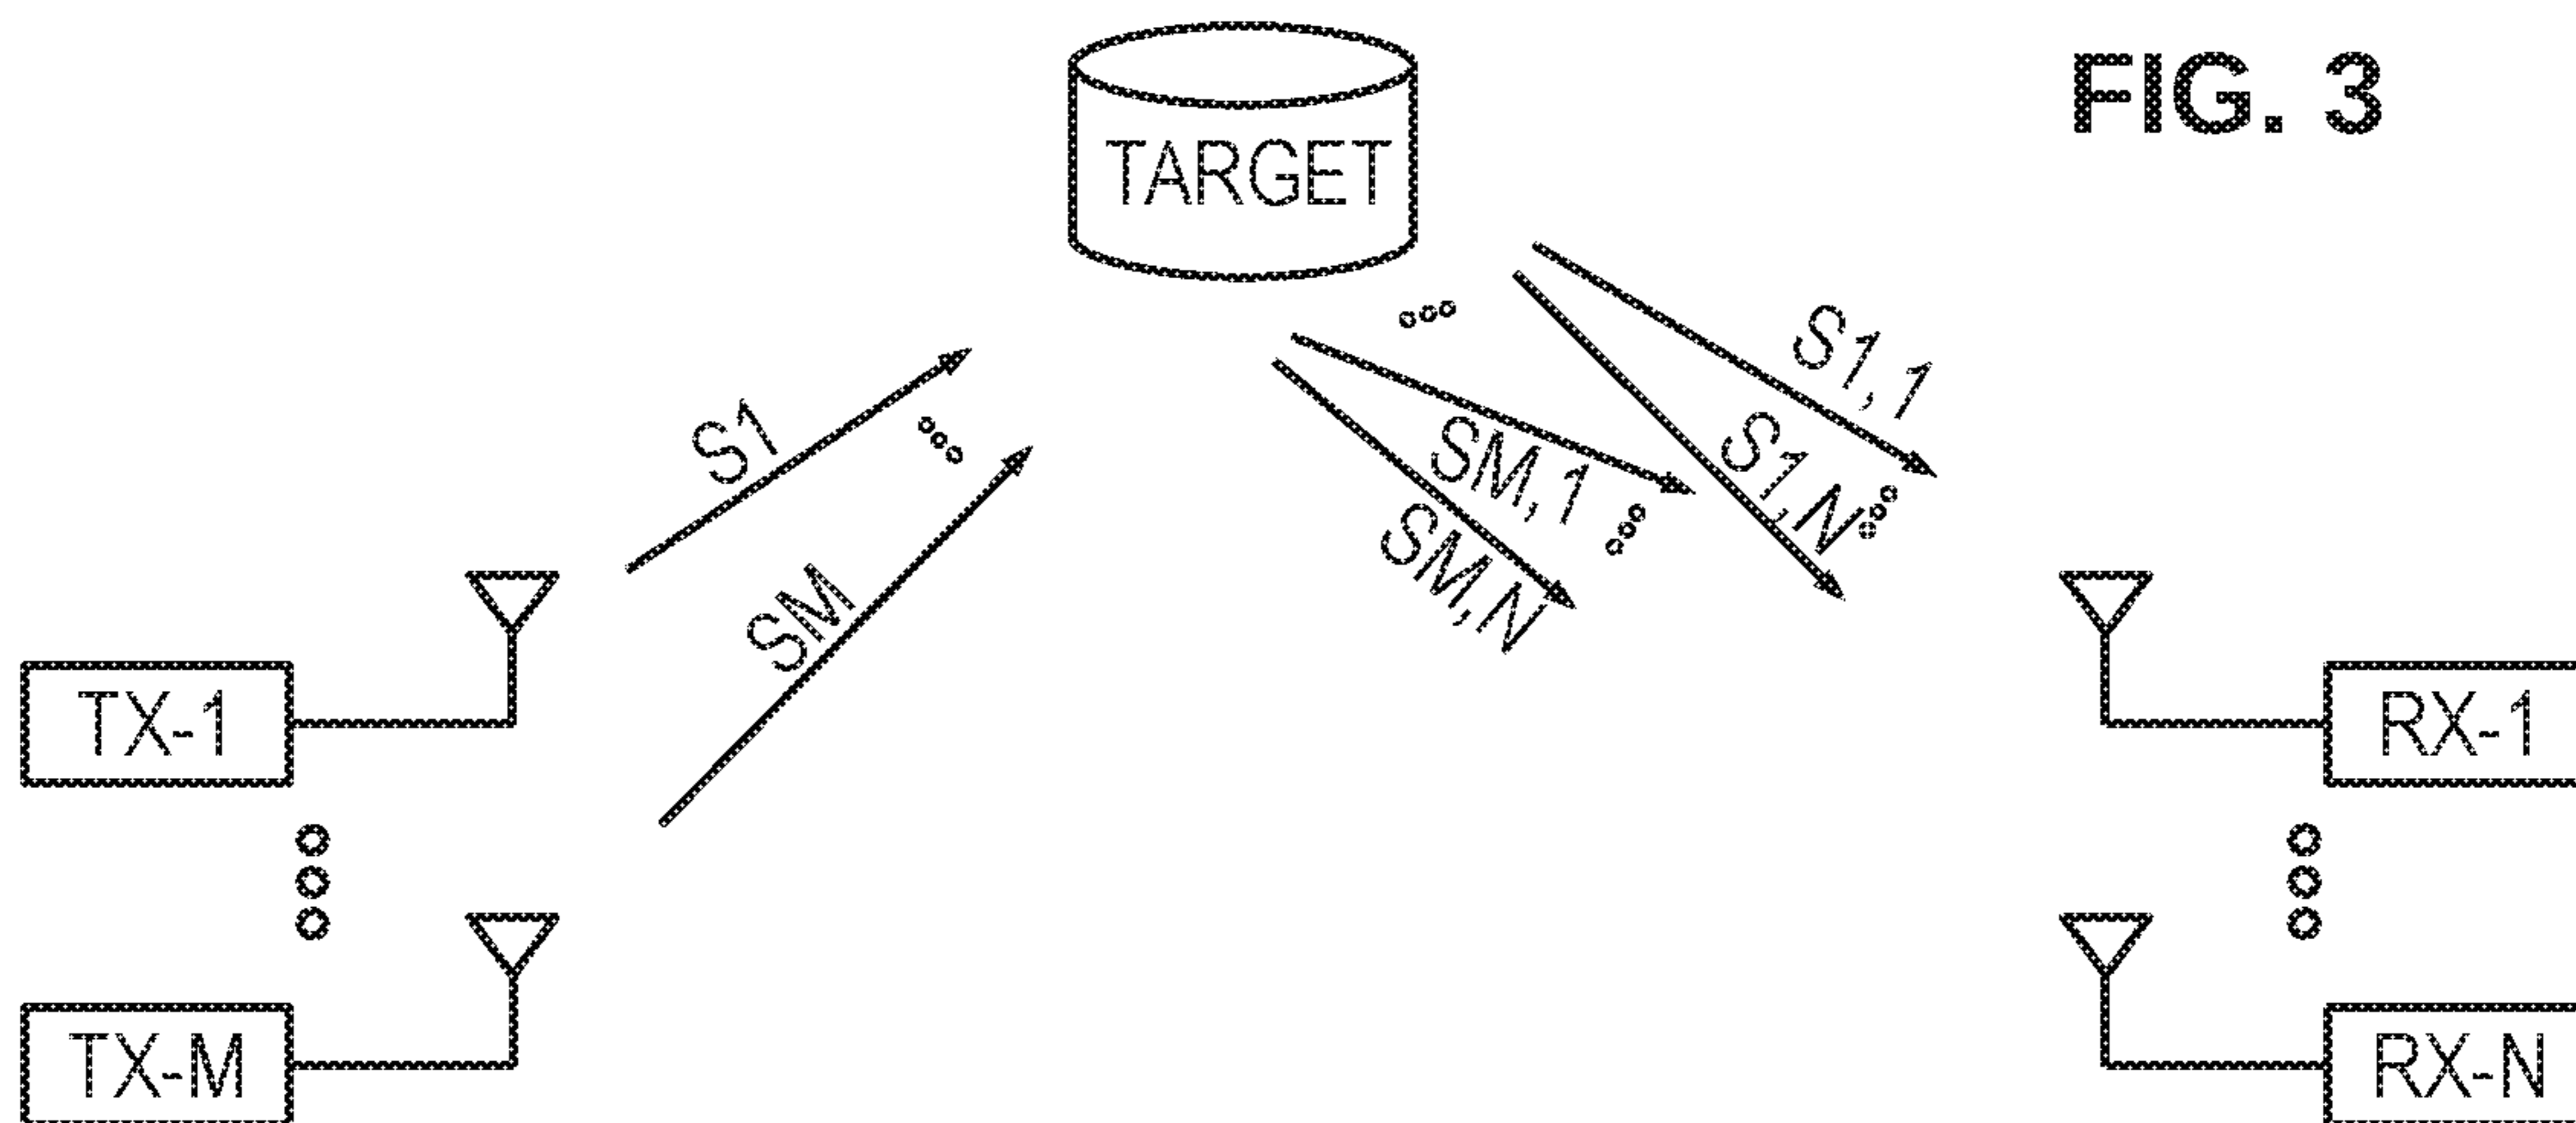 FIG. 3
TARGET
S1
SM
S1,1
S1,N
SM,1
SM,N
TX-1
RX-1
TX-M
RX-N